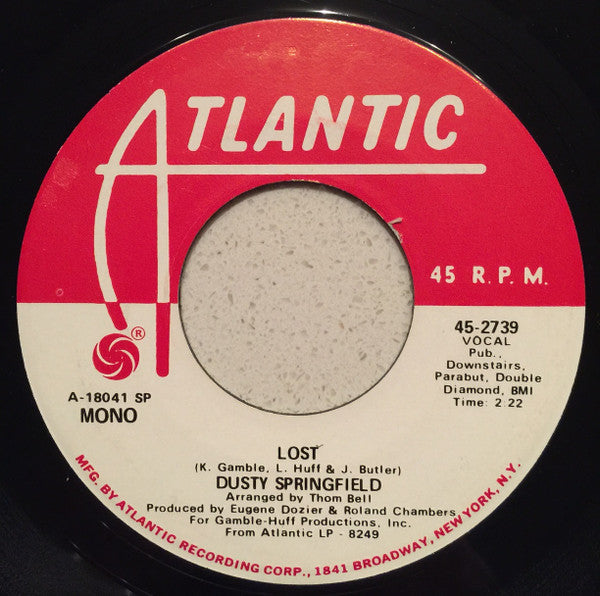 ATLANTIC
45 R.P.M.
®
A-18041 SP
MONO
45-2739
VOCAL
Pub.,
Downstairs,
Parabut, Double
Diamond, BMI
Time: 2:22
LOST
(K. Gamble, L. Huff & J. Butler)
DUSTY SPRINGFIELD
Arranged by Thom Bell
Produced by Eugene Dozier & Roland Chambers
For Gamble-Huff Productions, Inc.
From Atlantic LP - 8249
MFG. BY ATLANTIC RECORDING CORP., 1841 BROADWAY, NEW YORK, N.Y.